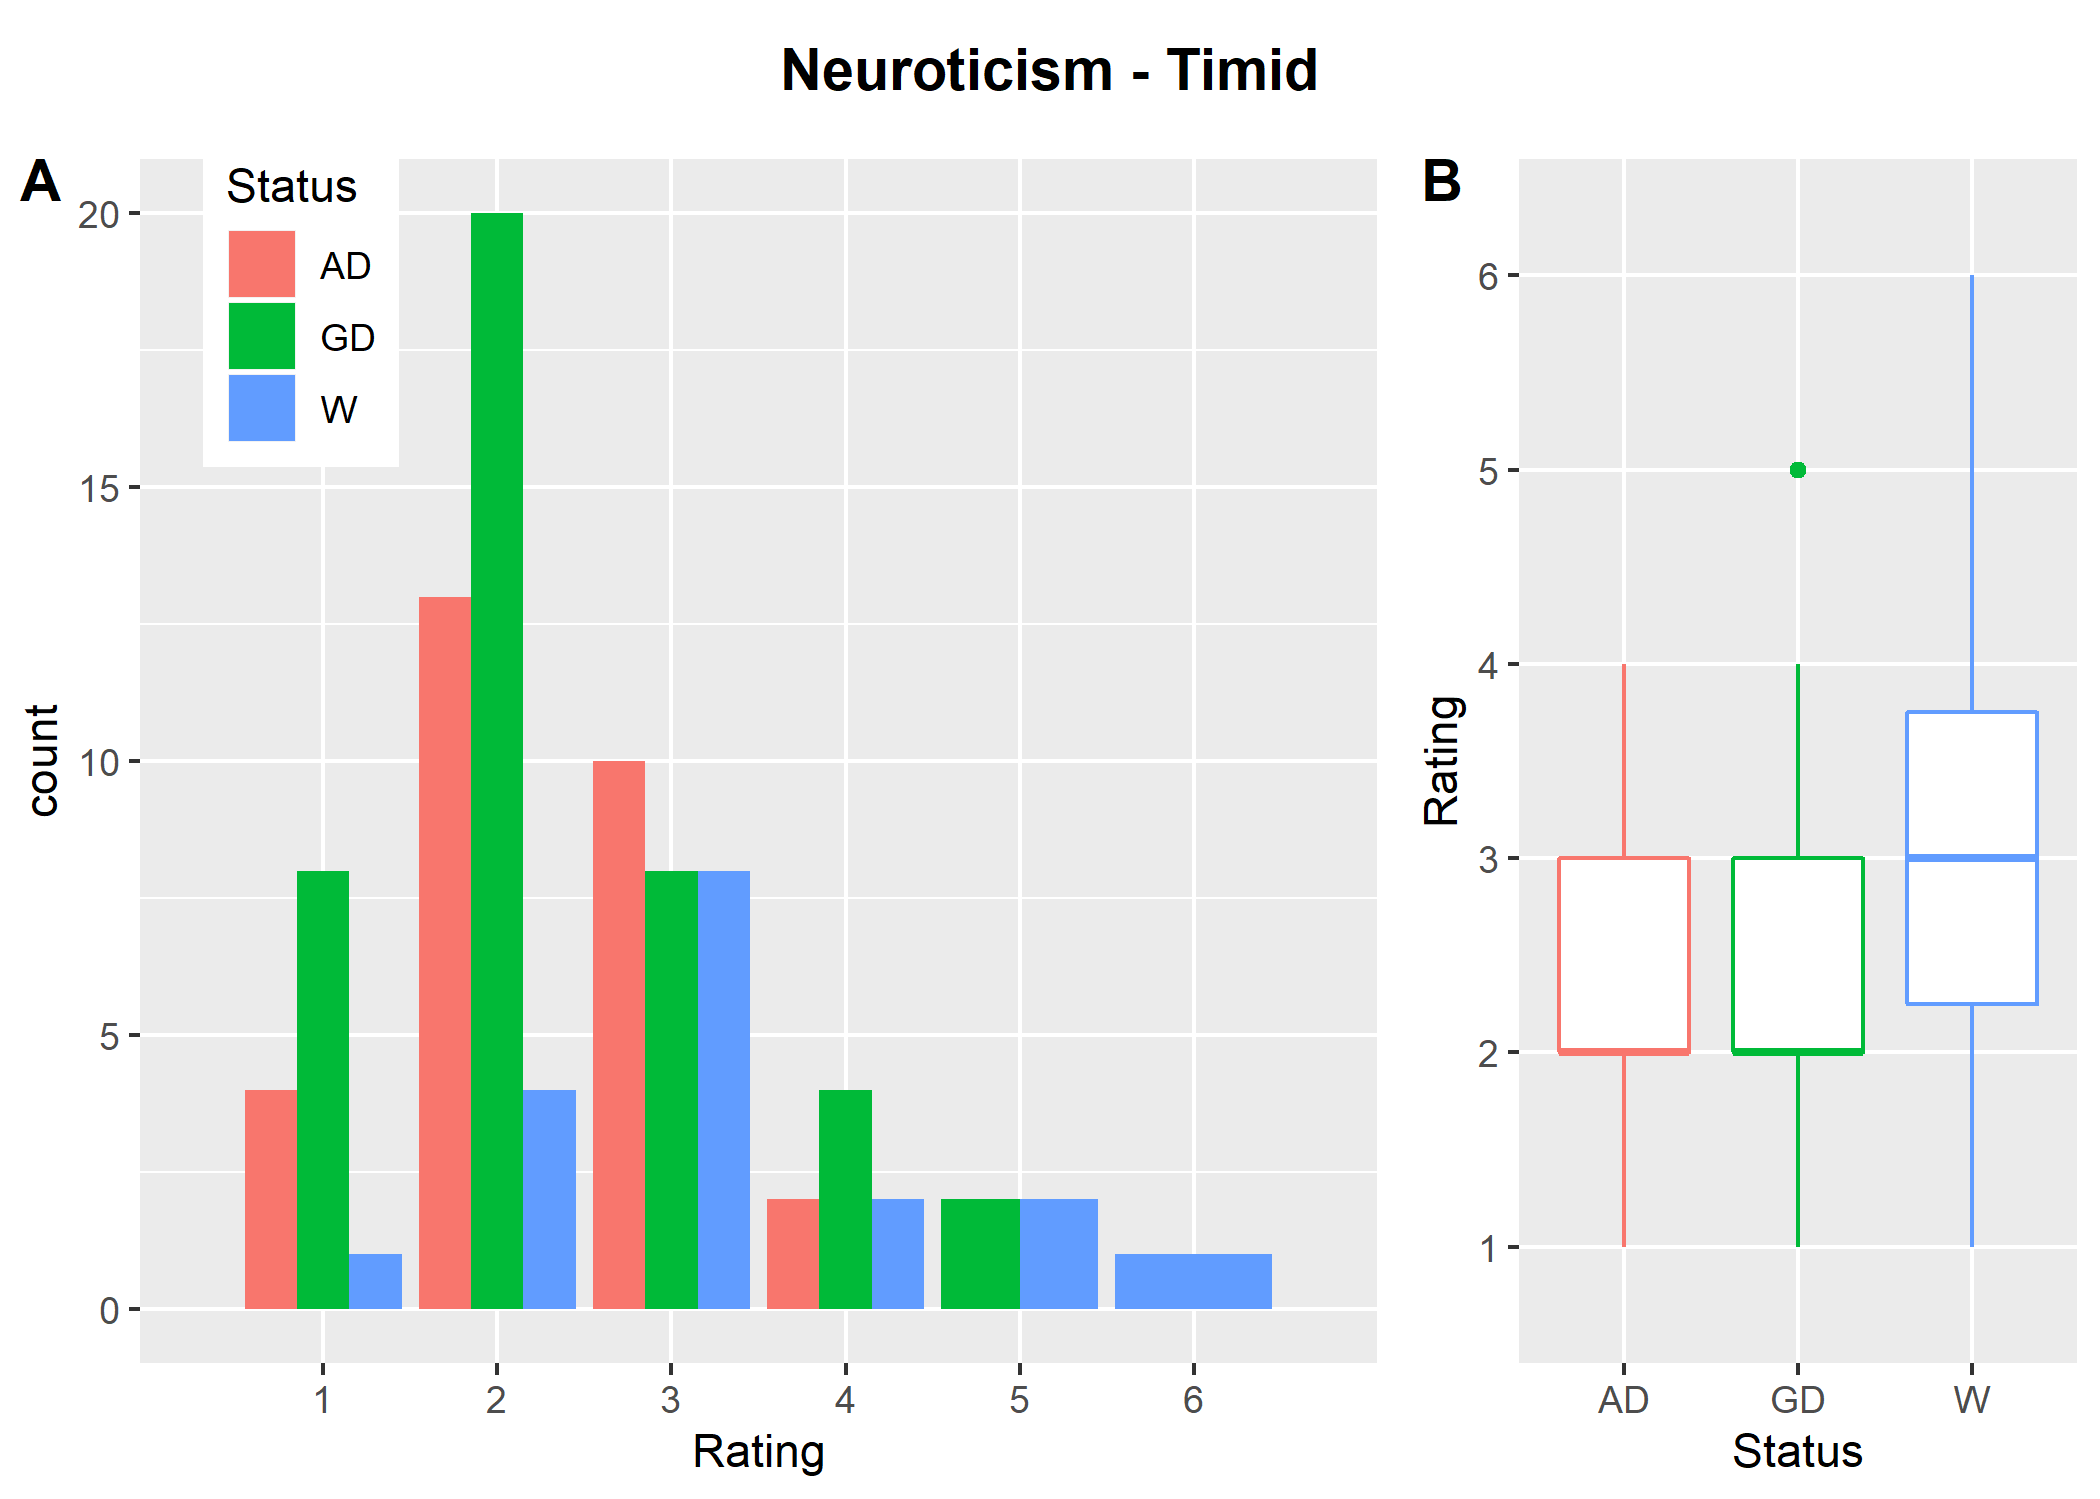 Neuroticism - Timid
A
Status
AD
GD
W
count
20
15
10
5
0
1 2 3 4 5 6
Rating
B
Rating
6
5
4
3
2
1
AD GD W
Status